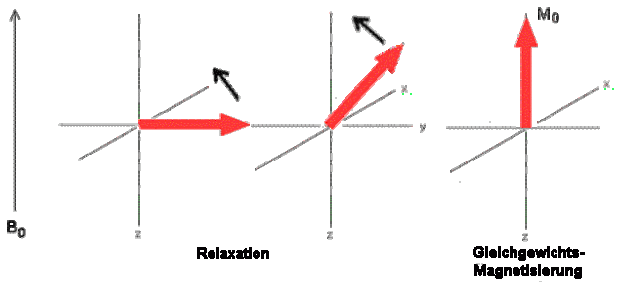 M0
x
x
y
B0
z
z
z
Relaxation
Gleichgewichts-
Magnetisierung